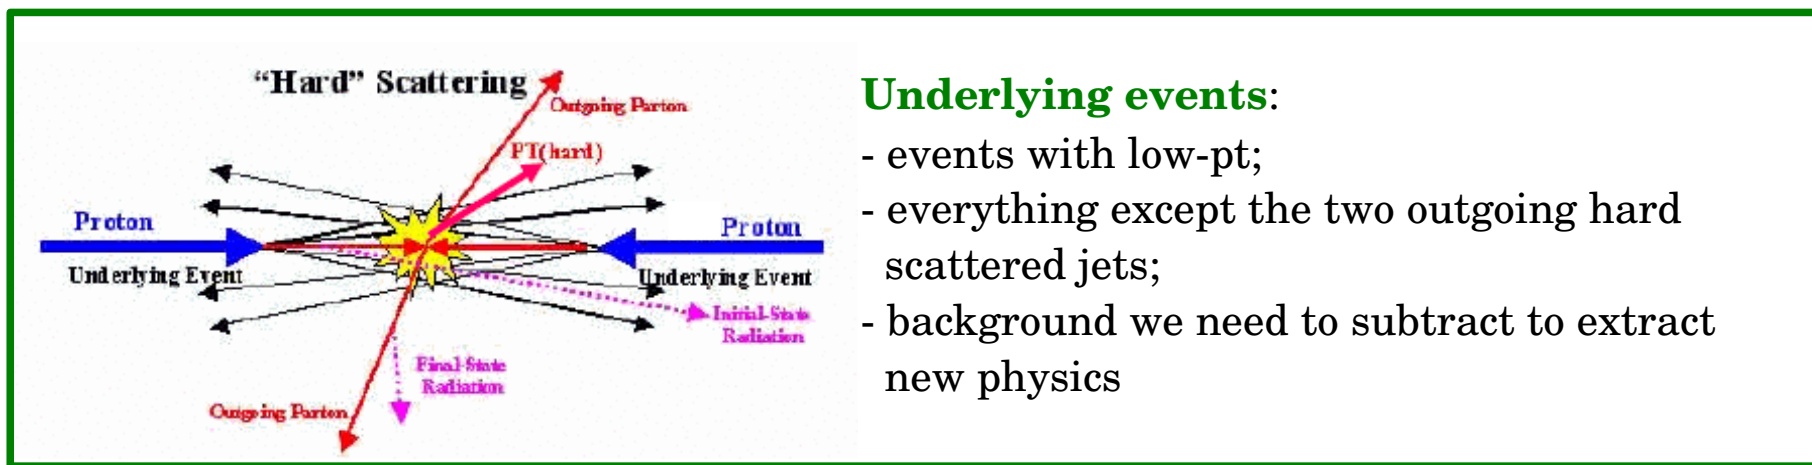 “Hard” Scattering
Outgoing Parton
PT(hard)
Proton
Proton
Underlying Event
Underlying Event
Initial-State
Radiation
Final-State
Radiation
Outgoing Parton
Underlying events:
- events with low-pt;
- everything except the two outgoing hard
scattered jets;
- background we need to subtract to extract
new physics